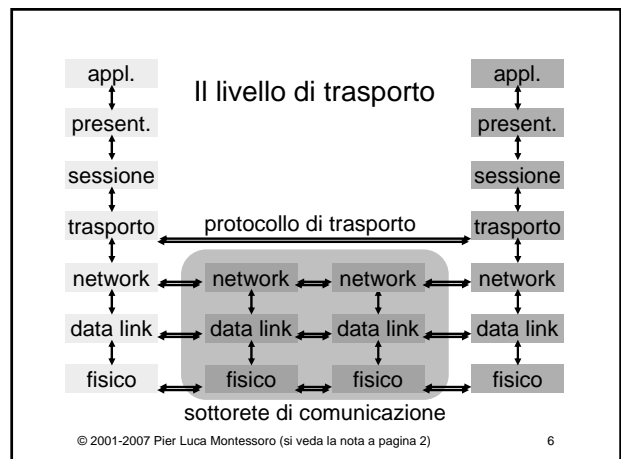 appl. Il livello di trasporto appl.
present. present.
sessione sessione
trasporto protocollo di trasporto trasporto
network network network network
data link data link data link data link
fisico fisico fisico fisico
sottorete di comunicazione
© 2001-2007 Pier Luca Montessoro (si veda la nota a pagina 2) 6